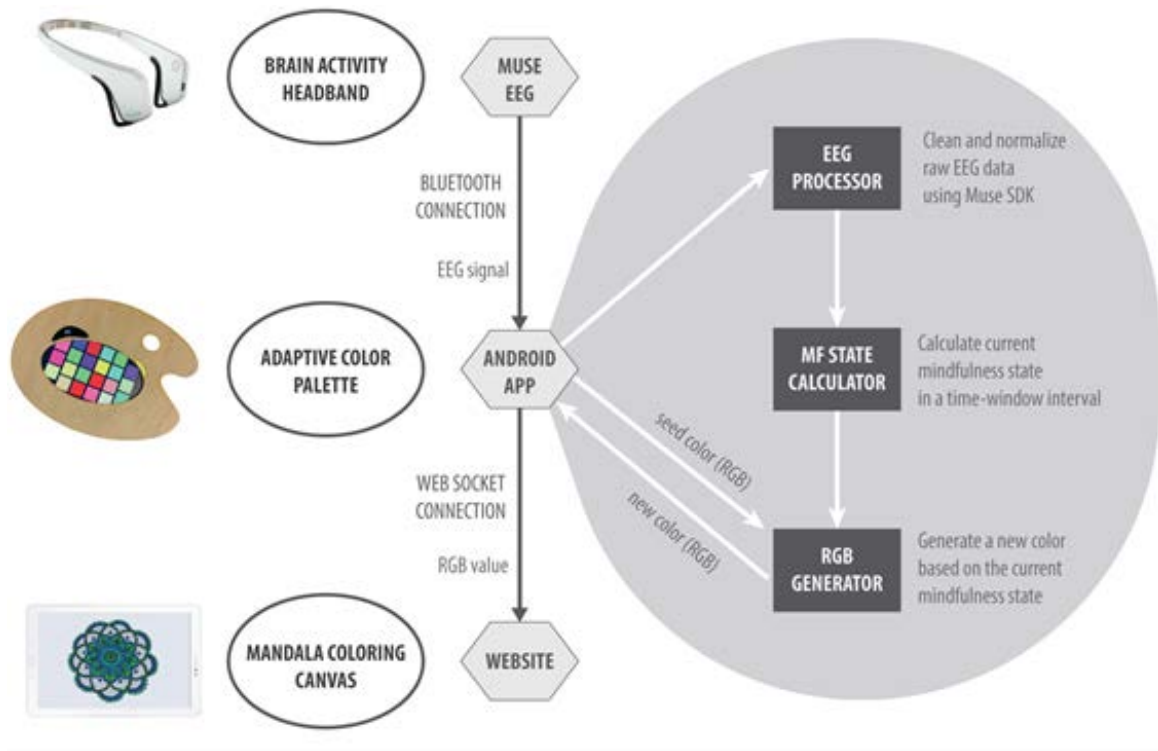 BRAIN ACTIVITY
HEADBAND
MUSE
EEG
BLUETOOTH
CONNECTION
EEG signal
ADAPTIVE COLOR
PALETTE
ANDROID
APP
WEB SOCKET
CONNECTION
RGB value
MANDALA COLORING
CANVAS
WEBSITE
EEG
PROCESSOR
Clean and normalize
raw EEG data
using Muse SDK
MF STATE
CALCULATOR
Calculate current
mindfulness state
in a time-window interval
seed color (RGB)
new color (RGB)
RGB
GENERATOR
Generate a new color
based on the current
mindfulness state